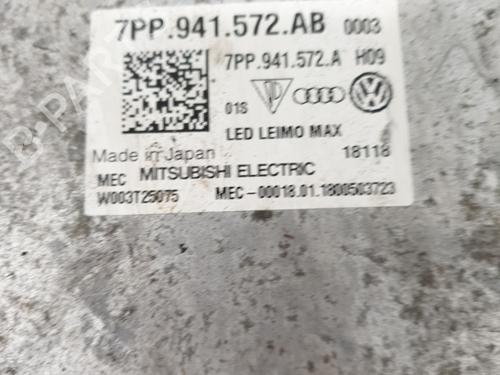 7PP.941.572.AB 0003
7PP.941.572.A H09
01S
LED LEIMO MAX
Made in Japan 18118
MEC MITSUBISHI ELECTRIC
W003T25075 MEC-00018.01.1800503723